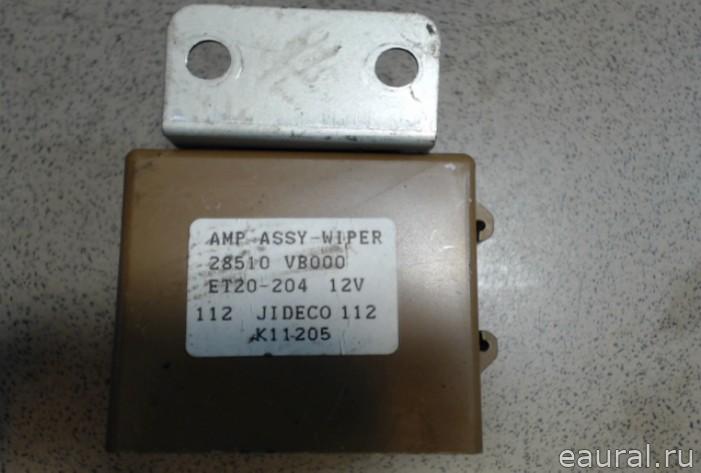 AMP ASSY-WIPER
28510 VB000
ET20-204 12V
112 JIDECO 112
K11205
eaural.ru